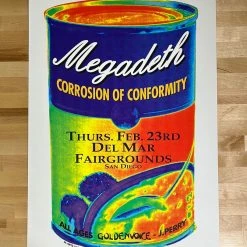 Megadeth
CORROSION OF CONFORMITY
THURS. FEB. 23RD
DEL MAR
FAIRGROUNDS
SAN DIEGO
ALL AGES GOLDENVOICE - J.PERRY